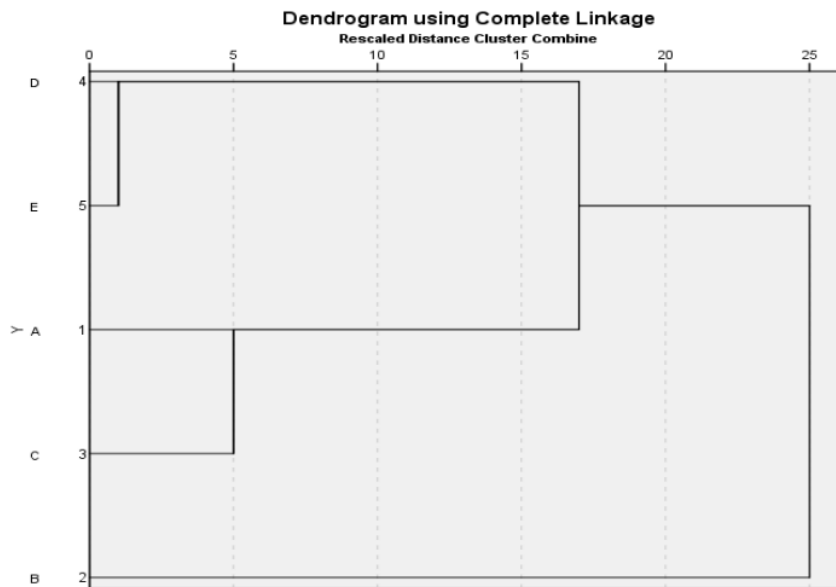 Dendrogram using Complete Linkage
Rescaled Distance Cluster Combine
0 5 10 15 20 25
D 4
E 5
Y A 1
C 3
B 2